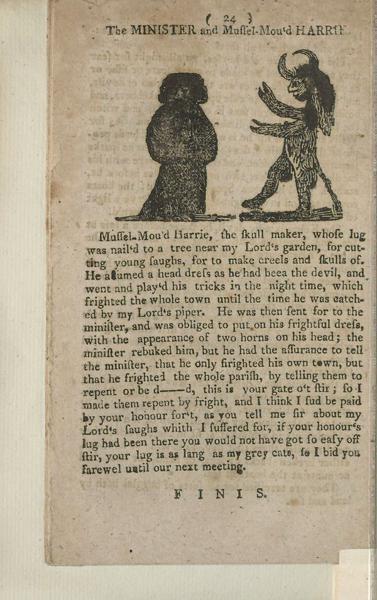 ( 24 )
The MINISTER and Muſſel-Mou'd HARRIE
Muſſel-Mou'd Harrie, the ſkull maker, whoſe lug
was nail'd to a tree near my Lord's garden, for cut-
ting young ſaughs, for to make creels and ſkulls of.
He aſumed a head dreſs as he had beea the devil, and
went and play'd his tricks in the night time, which
frighted the whole town until the time he was catch-
ed by my Lord's piper. He was then ſent for to the
miniſter, and was obliged to put on his frightful dreſs,
with the appearance of two horns on his head; the
miniſter rebuked him, but he had the aſſurance to tell
the miniſter, that he only frighted his own town, but
that he frighted the whole pariſh, by telling them to
repent or be d——d, this is your gate o't ſtir; ſo I
made them repent by fright, and I think I ſud be paid
by your honour for't, as you tell me ſir about my
Lord's ſaughs whith I ſuffered for, if your honour's
lug had been there you would not have got ſo eaſy off
ſtir, your lug is as lang as my grey cats, ſo I bid you
farewel until our next meeting.
FINIS.